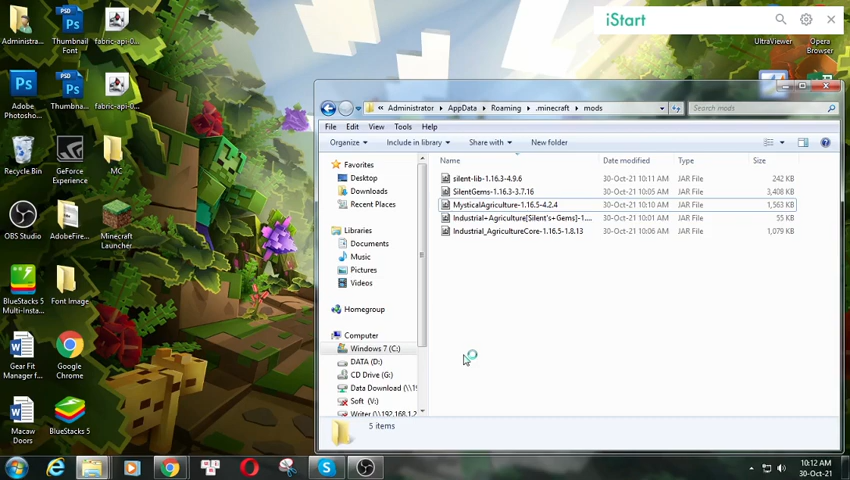 iStart
Administra...
Thumbnail Font
fabric-api-0...
UltraViewer
Opera Browser
Adobe Photosho...
Thumbna...
fabric-api-0...
« Administrator ▸ AppData ▸ Roaming ▸ .minecraft ▸ mods
Search mods
File Edit View Tools Help
Organize Include in library Share with New folder
Recycle Bin
GeForce Experience
MC
OBS Studio
AdobeFire...
Minecraft Launcher
BlueStacks 5 Multi-Insta...
Font Image
Gear Fit Manager f...
Google Chrome
Macaw Doors
BlueStacks 5
Favorites
Desktop
Downloads
Recent Places
Libraries
Documents
Music
Pictures
Videos
Homegroup
Computer
Windows 7 (C:)
DATA (D:)
CD Drive (G:)
Data Download (\\19
Soft (V:)
Writer (\\192.168.1.2
Name Date modified Type Size
silent-lib-1.16.3-4.9.6 30-Oct-21 10:11 AM JAR File 242 KB
SilentGems-1.16.3-3.7.16 30-Oct-21 10:05 AM JAR File 3,408 KB
MysticalAgriculture-1.16.5-4.2.4 30-Oct-21 10:10 AM JAR File 1,563 KB
Industrial+Agriculture[Silent's+Gems]-1.... 30-Oct-21 10:01 AM JAR File 55 KB
Industrial_AgricultureCore-1.16.5-1.8.13 30-Oct-21 10:06 AM JAR File 1,079 KB
5 items
10:12 AM
30-Oct-21